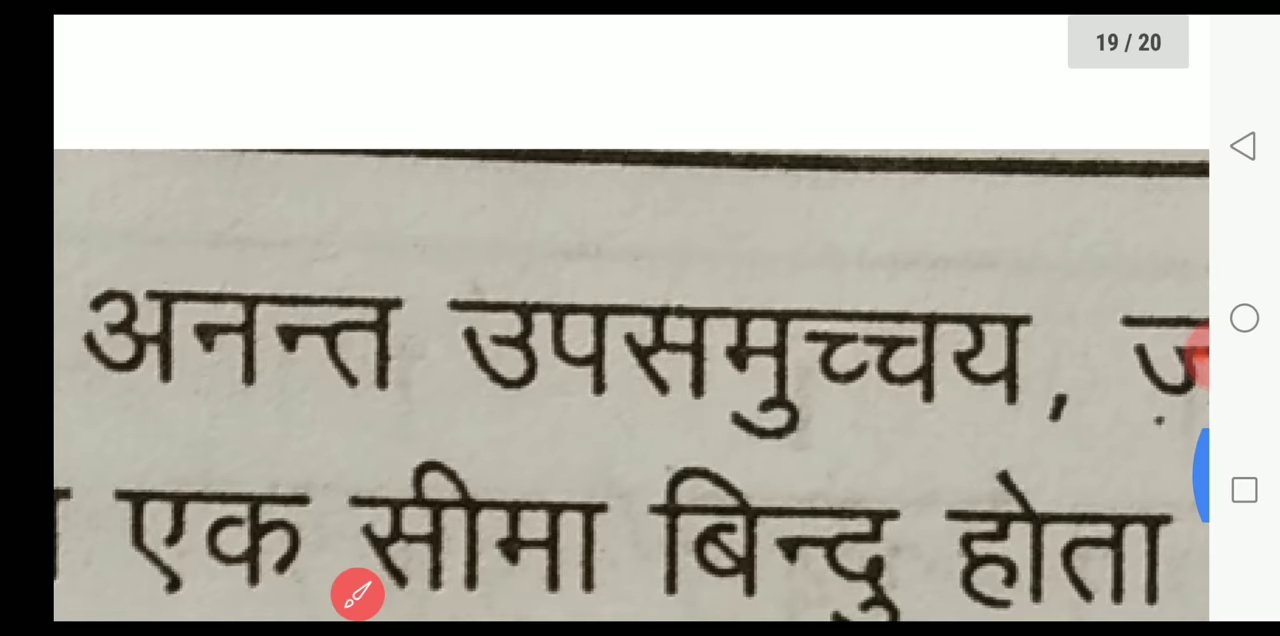 19 / 20
अनन्त उपसमुच्चय,
एक सीमा बिन्दु होता